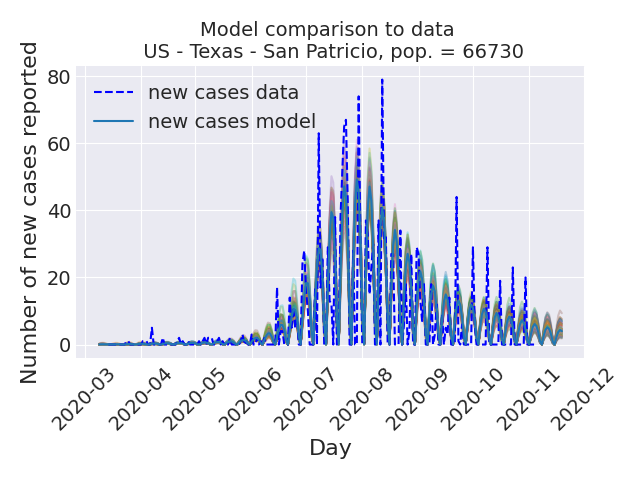 Model comparison to data
US - Texas - San Patricio, pop. = 66730
Number of new cases reported
80
60
40
20
0
new cases data
new cases model
2020-03
2020-04
2020-05
2020-06
2020-07
2020-08
2020-09
2020-10
2020-11
2020-12
Day